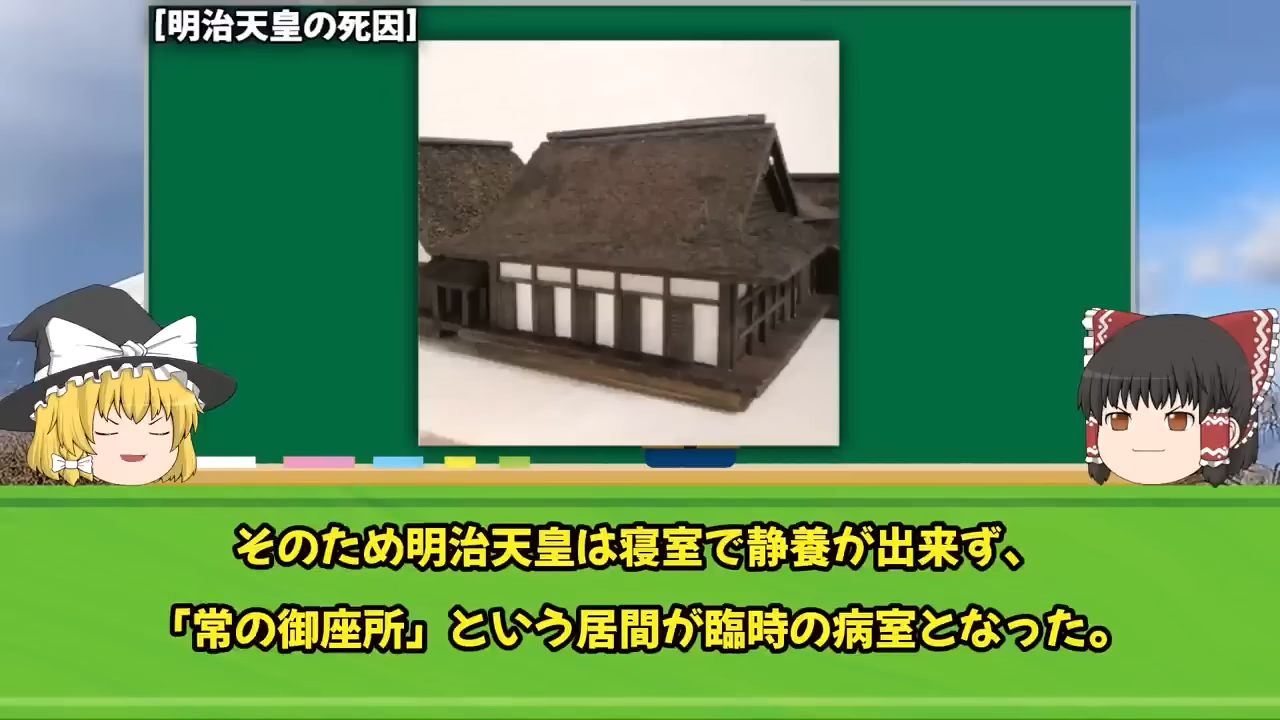 [明治天皇の死因]
そのため明治天皇は寝室で静養が出来ず、
「常の御座所」という居間が臨時の病室となった。